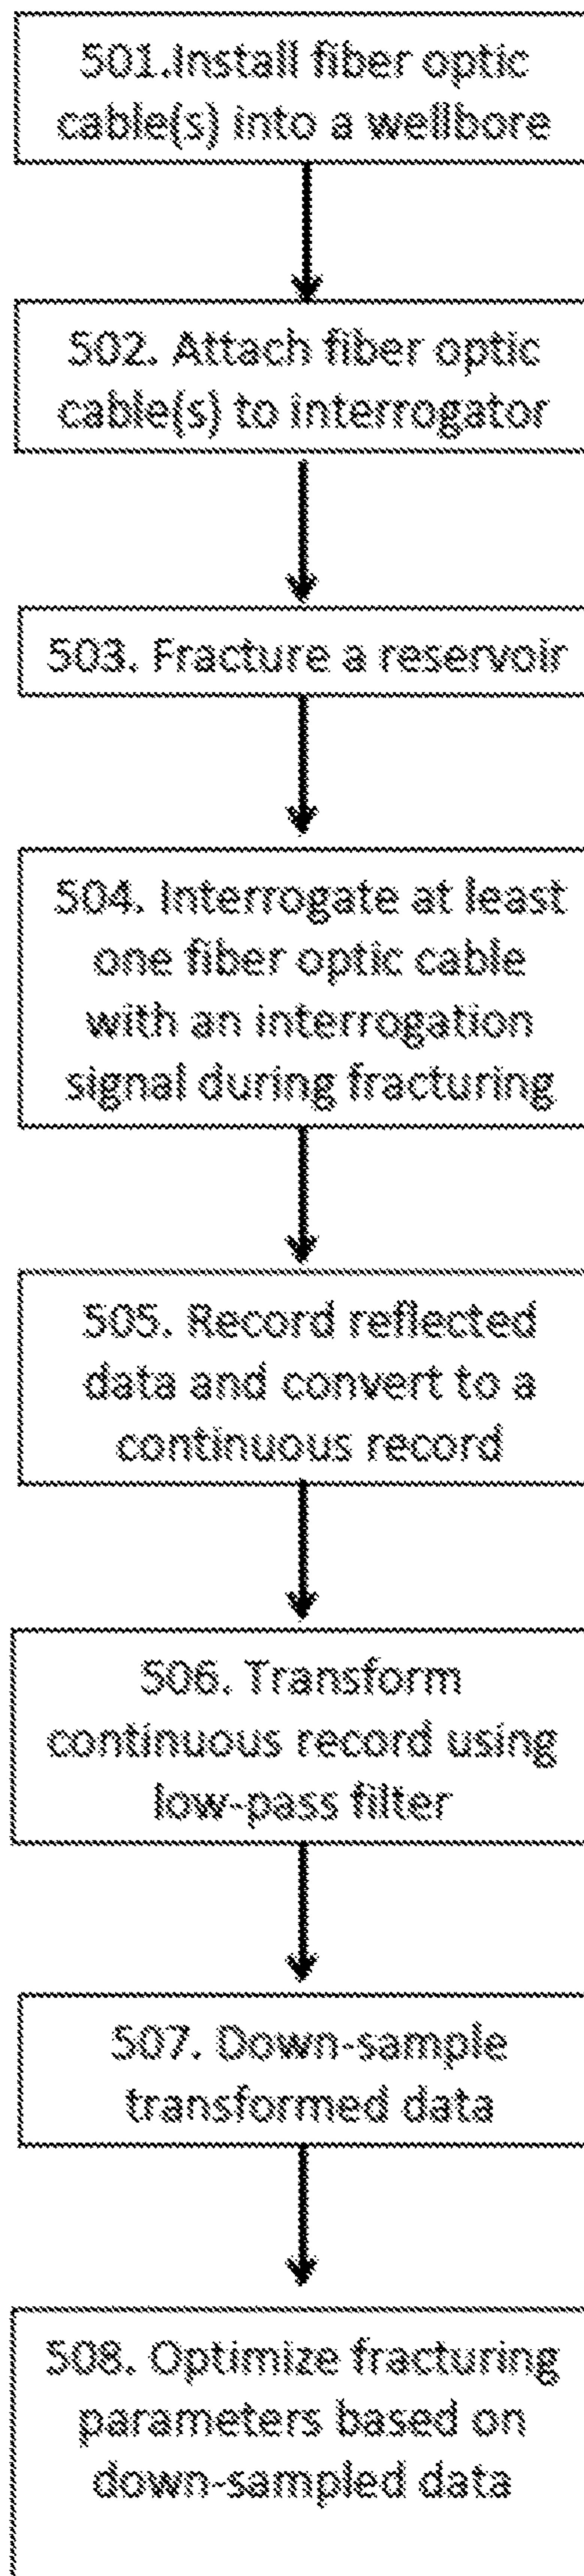 501.Install fiber optic
cable(s) into a wellbore
502. Attach fiber optic
cable(s) to interrogator
503. Fracture a reservoir
504. Interrogate at least
one fiber optic cable
with an interrogation
signal during fracturing
505. Record reflected
data and convert to a
continuous record
506. Transform
continuous record using
low-pass filter
507. Down-sample
transformed data
508. Optimize fracturing
parameters based on
down-sampled data